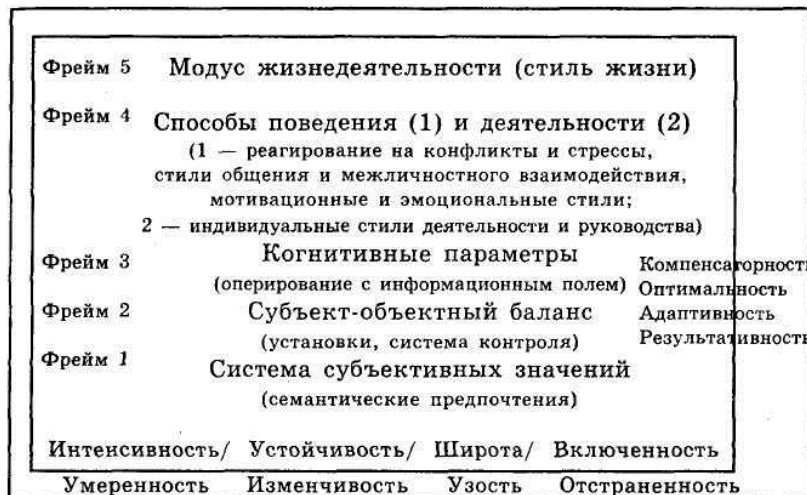 Фрейм 5 Модус жизнедеятельности (стиль жизни)
Фрейм 4 Способы поведения (1) и деятельности (2)
(1 — реагирование на конфликты и стрессы,
стили общения и межличностного взаимодействия,
мотивационные и эмоциональные стили;
2 — индивидуальные стили деятельности и руководства)
Фрейм 3 Когнитивные параметры
(оперирование с информационным полем)
Фрейм 2 Субъект-объектный баланс
(установки, система контроля)
Фрейм 1 Система субъективных значений
(семантические предпочтения)
Компенсаторность
Оптимальность
Адаптивность
Результативность
Интенсивность/ Устойчивость/ Широта/ Включенность
Умеренность Изменчивость Узость Отстраненность